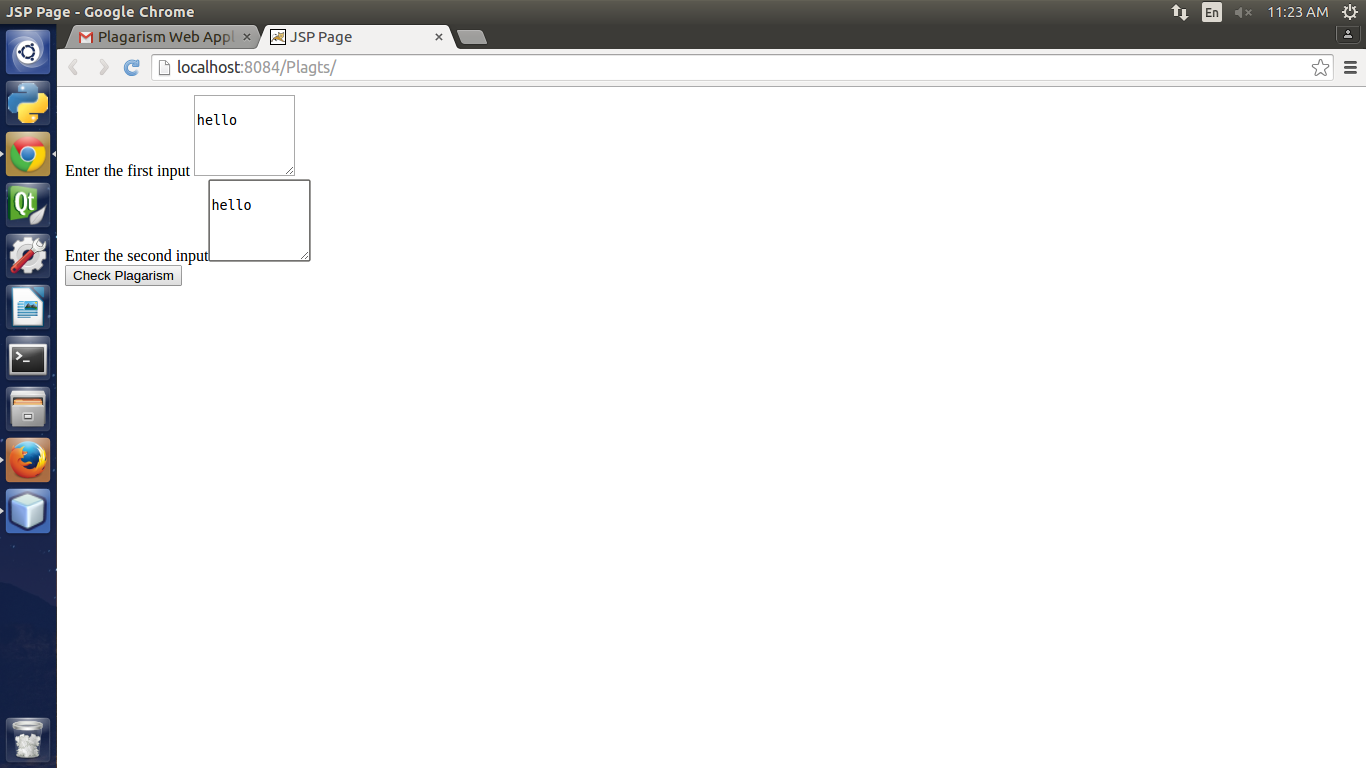 JSP Page - Google Chrome
En
11:23 AM
Plagarism Web Appl
JSP Page
localhost:8084/Plagts/
hello
Enter the first input
hello
Enter the second input
Check Plagarism
Qt
>_